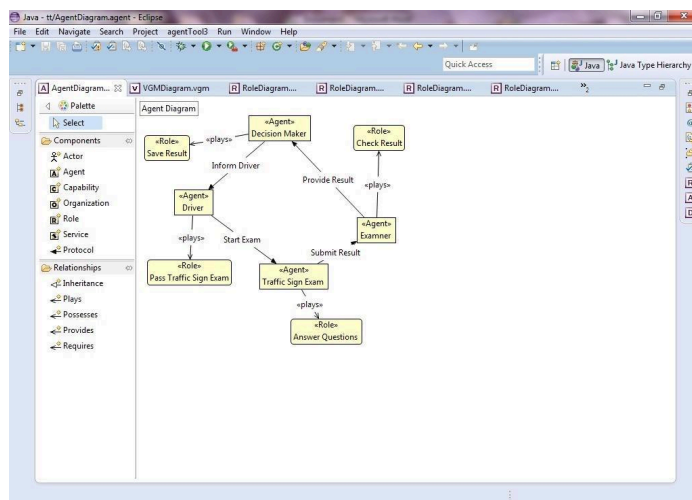 Java - tt/AgentDiagram.agent - Eclipse
File Edit Navigate Search Project agentTool3 Run Window Help
Quick Access
Java
Java Type Hierarchy
AgentDiagram....
VGMDiagram.vgm
RoleDiagram....
RoleDiagram....
RoleDiagram....
RoleDiagram....
»2
Palette
Select
Components
Actor
Agent
Capability
Organization
Role
Service
Protocol
Relationships
Inheritance
Plays
Possesses
Provides
Requires
Agent Diagram
«Agent»
Decision Maker
«Role»
Check Result
«Role»
Save Result
«plays»
Inform Driver
Provide Result
«plays»
«Agent»
Driver
«Agent»
Examner
«plays»
Start Exam
Submit Result
«Role»
Pass Traffic Sign Exam
«Agent»
Traffic Sign Exam
«plays»
«Role»
Answer Questions